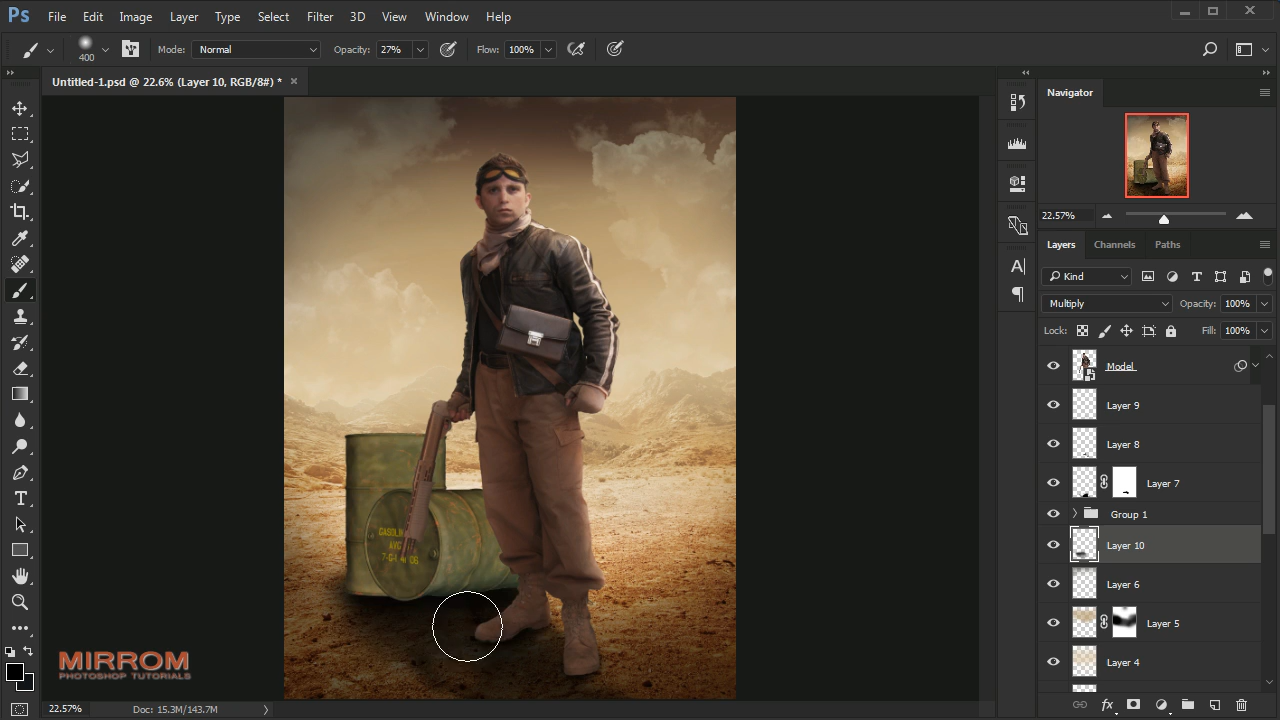 Ps File Edit Image Layer Type Select Filter 3D View Window Help
400 Mode: Normal Opacity: 27% Flow: 100%
Untitled-1.psd @ 22.6% (Layer 10, RGB/8#) * ×
Navigator
22.57%
Layers Channels Paths
Kind
Multiply Opacity: 100%
Lock: Fill: 100%
Model
Layer 9
Layer 8
Layer 7
Group 1
Layer 10
Layer 6
Layer 5
Layer 4
MIRROM
PHOTOSHOP TUTORIALS
22.57% Doc: 15.3M/143.7M